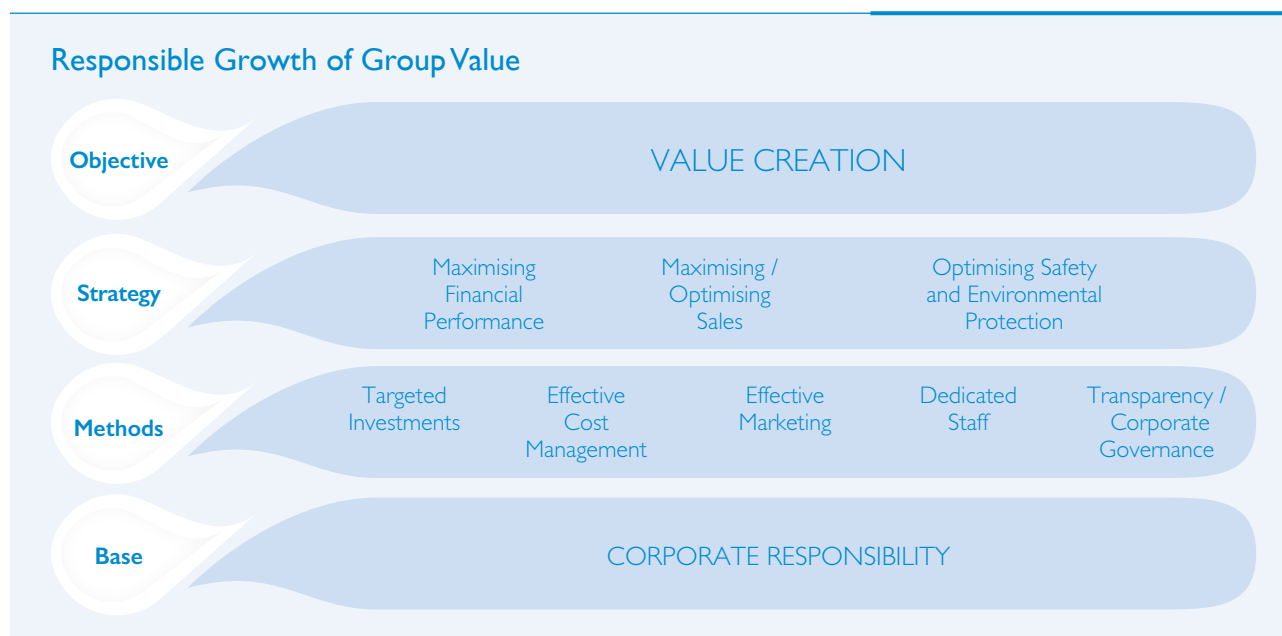 Responsible Growth of Group Value
Objective
VALUE CREATION
Strategy
Maximising
Financial
Performance
Maximising /
Optimising
Sales
Optimising Safety
and Environmental
Protection
Methods
Targeted
Investments
Effective
Cost
Management
Effective
Marketing
Dedicated
Staff
Transparency /
Corporate
Governance
Base
CORPORATE RESPONSIBILITY